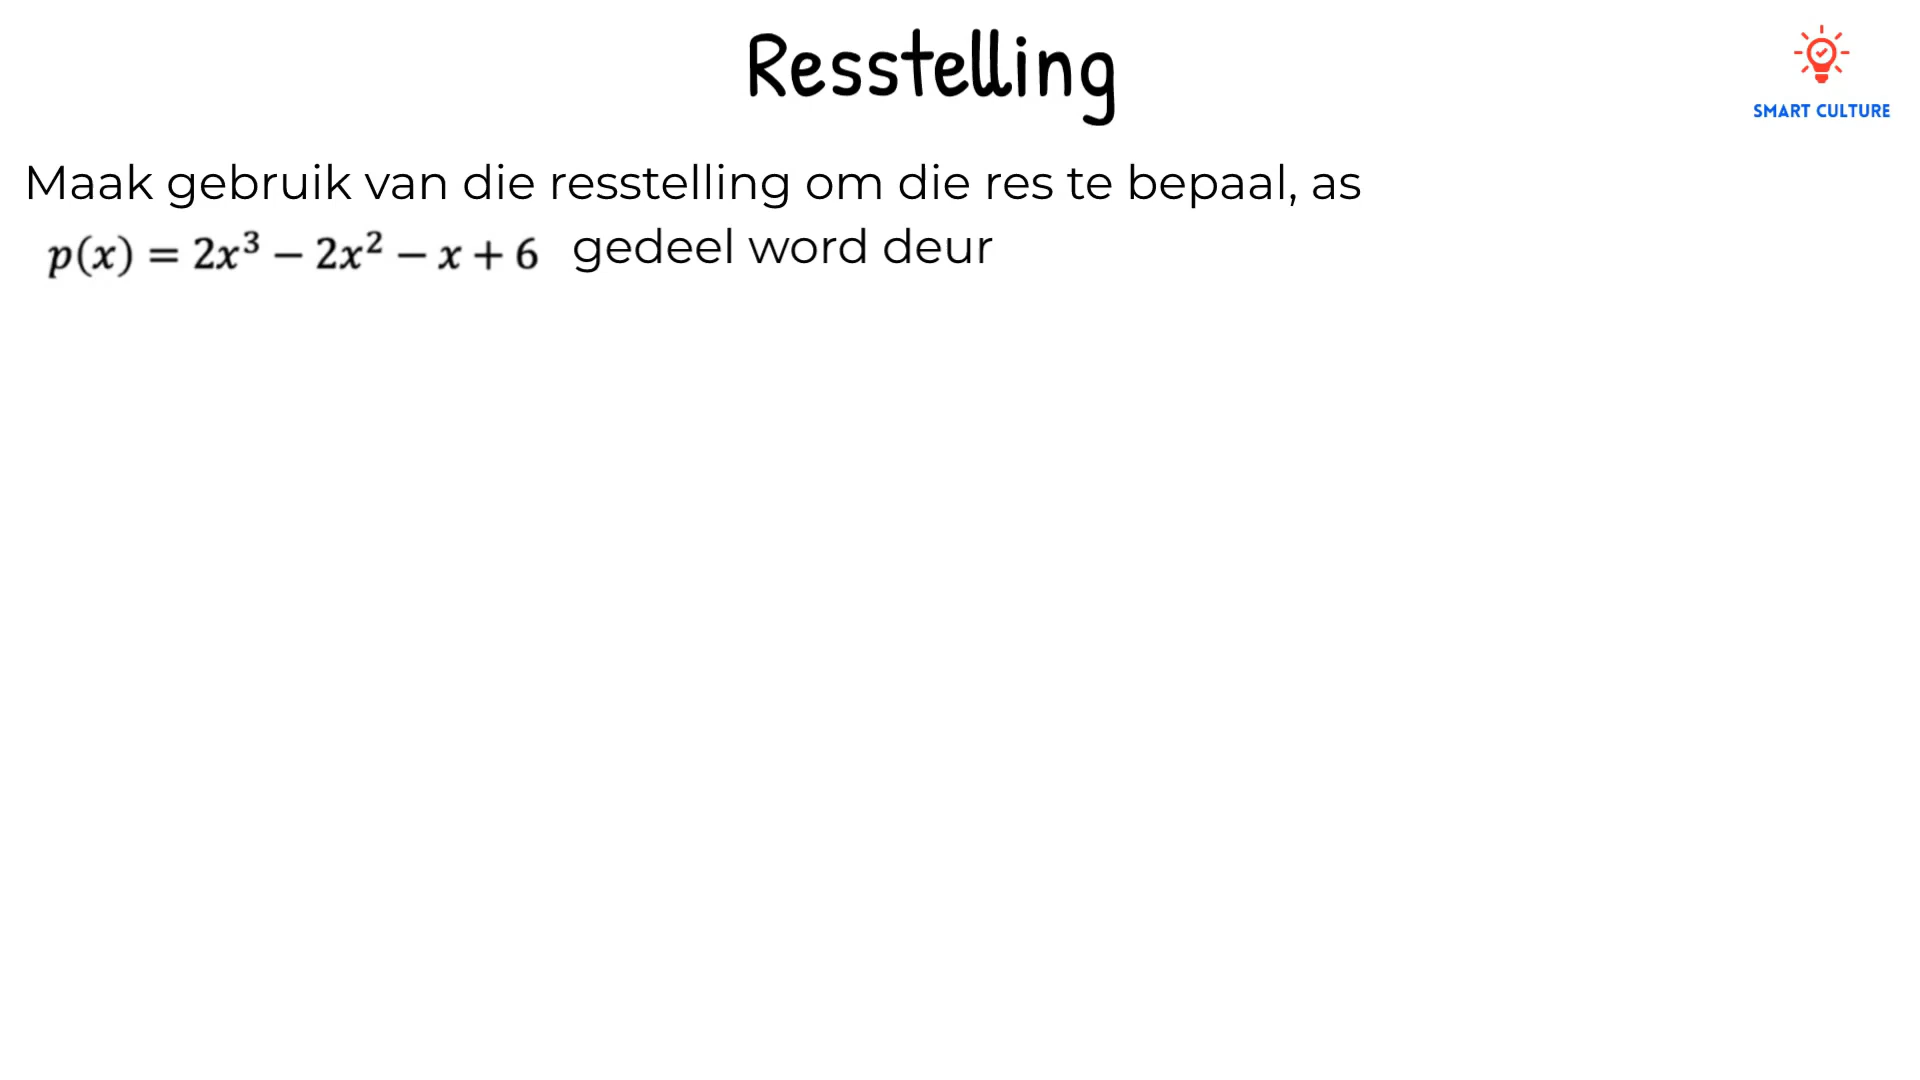 Resstelling
SMART CULTURE
Maak gebruik van die resstelling om die res te bepaal, as
p(x) = 2x³ − 2x² − x + 6 gedeel word deur